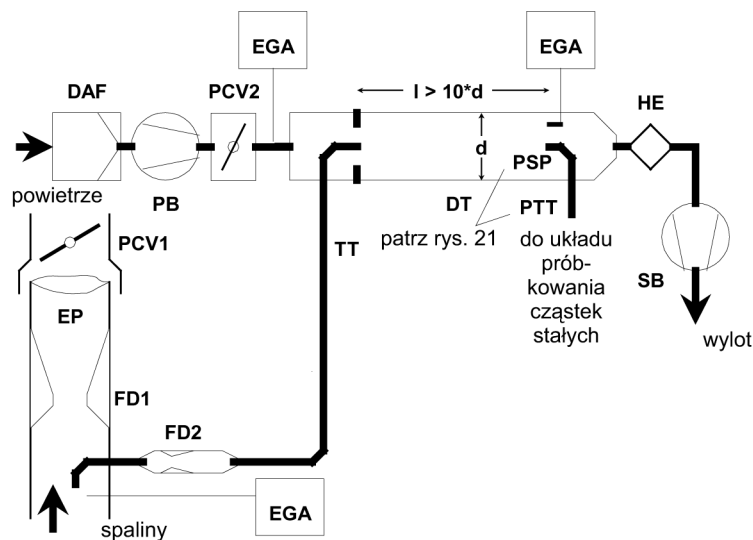 EGA
EGA
DAF
PCV2
l > 10*d
HE
d
PSP
powietrze
PB
DT
PTT
PCV1
TT
patrz rys. 21
do układu
prób-
kowania
cząstek
stałych
SB
EP
wylot
FD1
FD2
EGA
spaliny